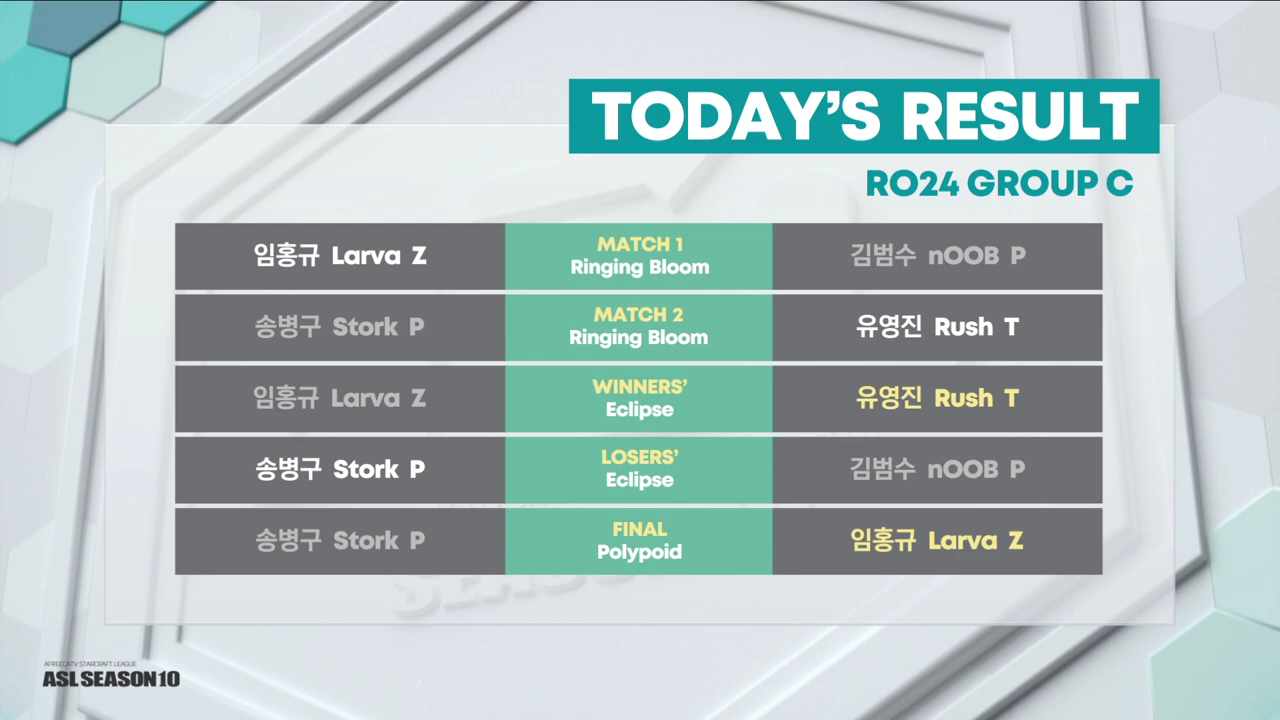 TODAY'S RESULT
RO24 GROUP C
임홍규 Larva Z
MATCH 1
Ringing Bloom
김범수 nOOB P
송병구 Stork P
MATCH 2
Ringing Bloom
유영진 Rush T
임홍규 Larva Z
WINNERS'
Eclipse
유영진 Rush T
송병구 Stork P
LOSERS'
Eclipse
김범수 nOOB P
송병구 Stork P
FINAL
Polypoid
임홍규 Larva Z
SEASON
AFREECATV STARCRAFT LEAGUE
ASL SEASON 10